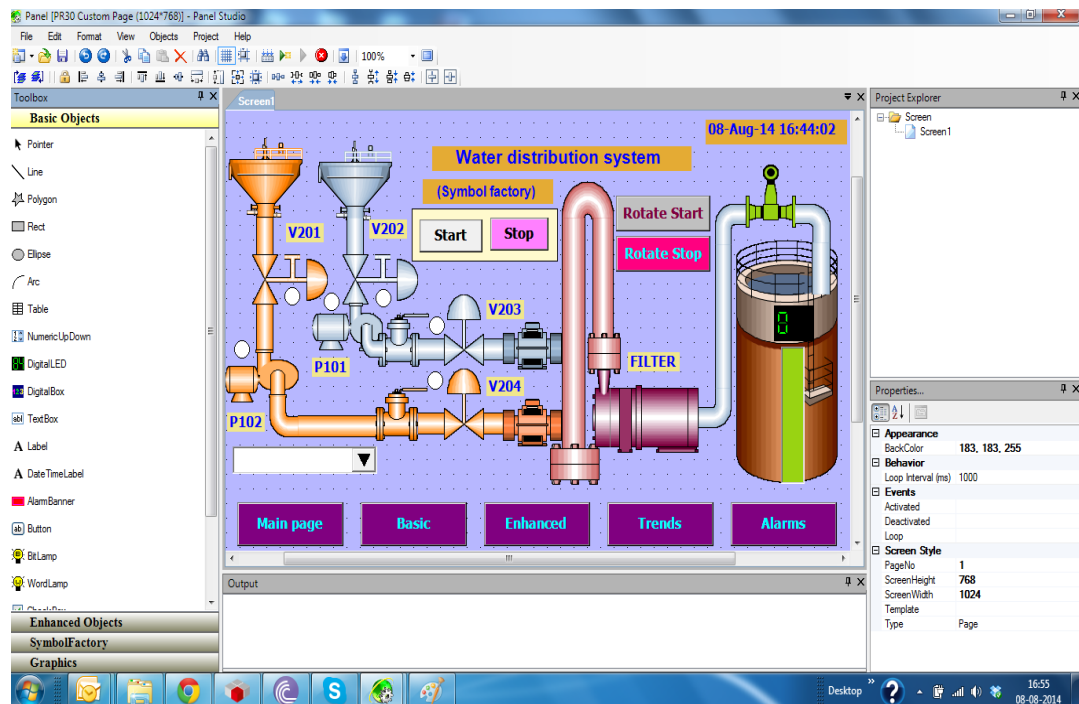 Panel [PR30 Custom Page (1024*768)] - Panel Studio
File Edit Format View Objects Project Help
100%
Toolbox
Basic Objects
Pointer
Line
Polygon
Rect
Ellipse
Arc
Table
NumericUpDown
DigitalLED
DigitalBox
TextBox
Label
DateTimeLabel
AlarmBanner
Button
BitLamp
WordLamp
CheckBox
Enhanced Objects
SymbolFactory
Graphics
Screen1
08-Aug-14 16:44:02
Water distribution system
(Symbol factory)
Start
Stop
Rotate Start
Rotate Stop
V201
V202
V203
V204
P101
P102
FILTER
0
Main page
Basic
Enhanced
Trends
Alarms
Output
Project Explorer
Screen
Screen1
Properties...
Appearance
BackColor 183, 183, 255
Behavior
Loop Interval (ms) 1000
Events
Activated
Deactivated
Loop
Screen Style
PageNo 1
ScreenHeight 768
ScreenWidth 1024
Template
Type Page
Desktop
16:55
08-08-2014